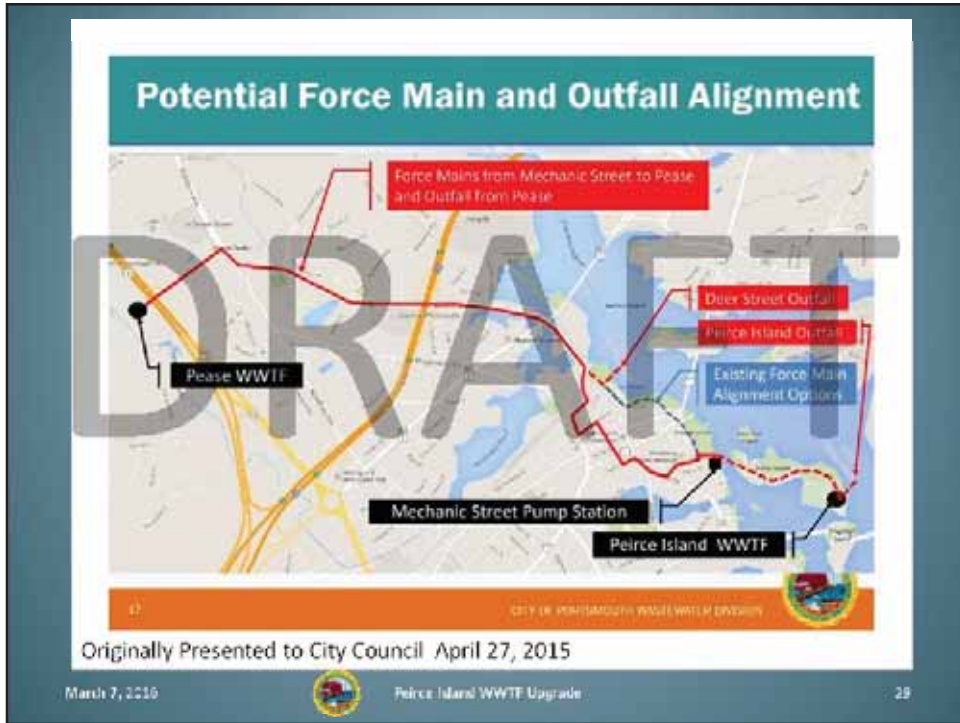 Potential Force Main and Outfall Alignment
Force Mains from Mechanic Street to Pease
and Outfall from Pease
DRAFT
Deer Street Outfall
Peirce Island Outfall
Existing Force Main
Alignment Options
Pease WWTF
Mechanic Street Pump Station
Peirce Island WWTF
17
CITY OF PORTSMOUTH WASTEWATER DIVISION
Originally Presented to City Council April 27, 2015
March 7, 2016
Peirce Island WWTF Upgrade
29